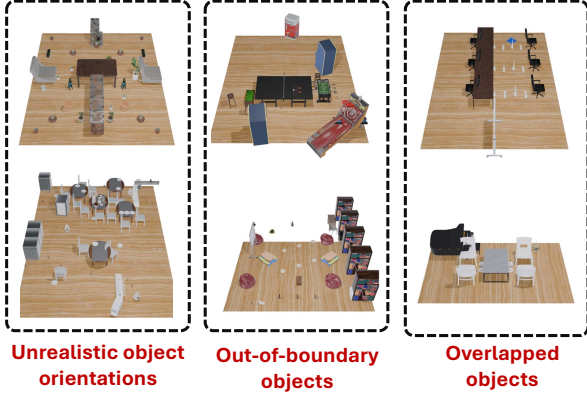 Unrealistic object
orientations
Out-of-boundary
objects
Overlapped
objects